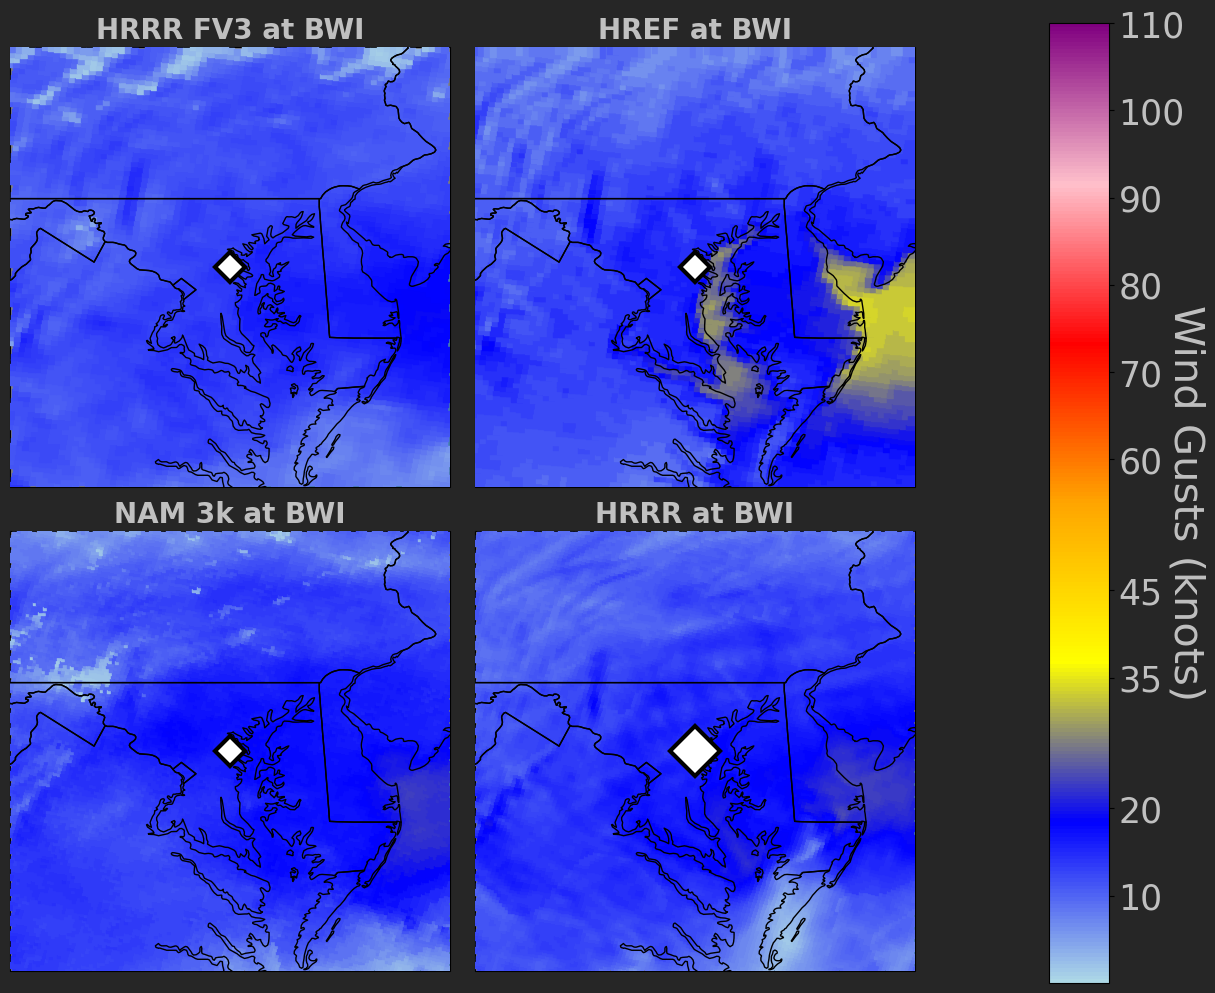 HRRR FV3 at BWI
HREF at BWI
NAM 3k at BWI
HRRR at BWI
110
100
90
80
70
60
45
35
20
10
Wind Gusts (knots)